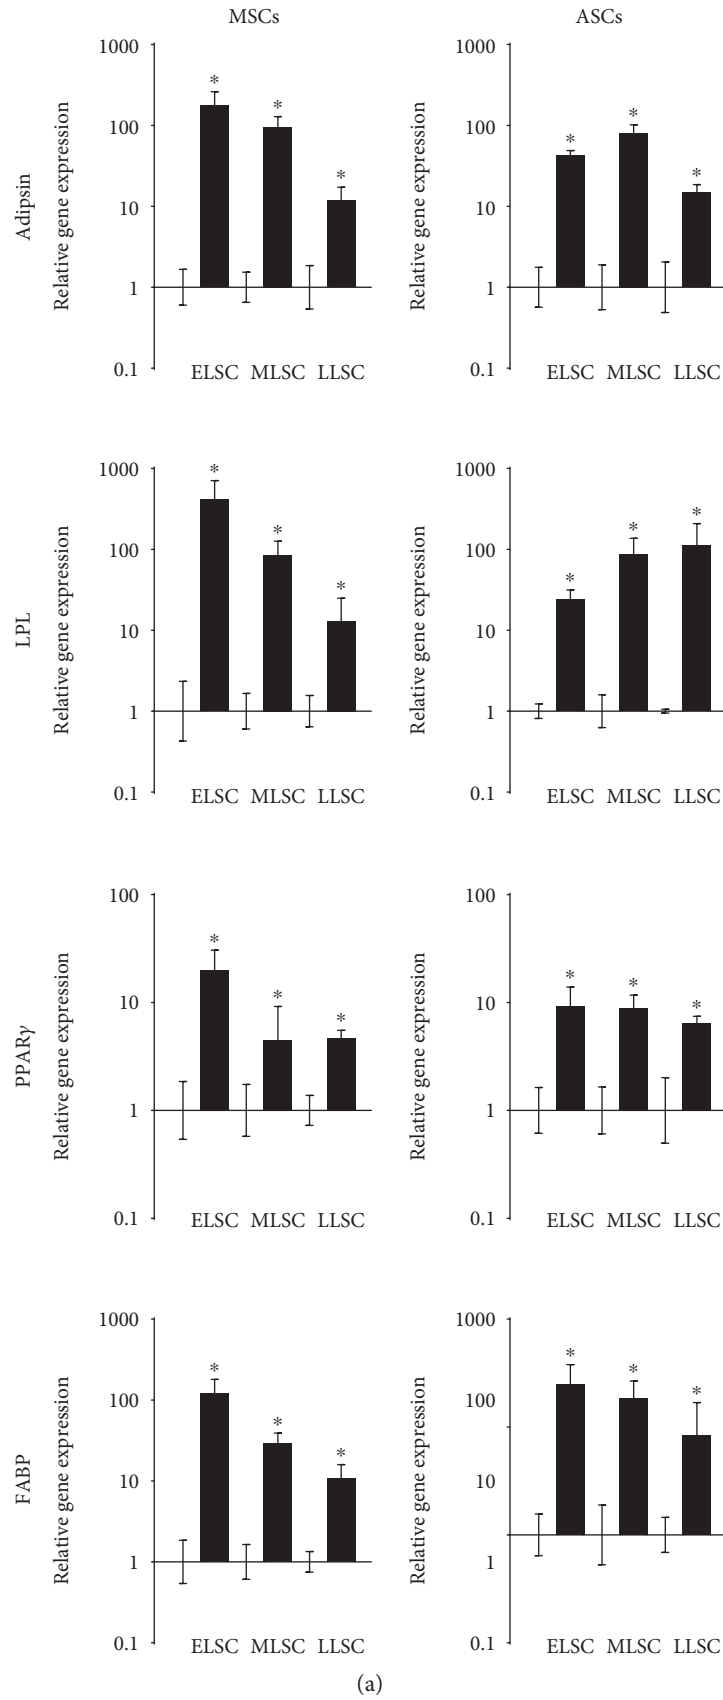 MSCs
ASCs
Adipsin
Relative gene expression
1000
100
10
1
0.1
* * *
ELSC MLSC LLSC
Relative gene expression
1000
100
10
1
0.1
* * *
ELSC MLSC LLSC
LPL
Relative gene expression
1000
100
10
1
0.1
* * *
ELSC MLSC LLSC
Relative gene expression
1000
100
10
1
0.1
* * *
ELSC MLSC LLSC
PPARγ
Relative gene expression
100
10
1
0.1
* * *
ELSC MLSC LLSC
Relative gene expression
100
10
1
0.1
* * *
ELSC MLSC LLSC
FABP
Relative gene expression
1000
100
10
1
0.1
* * *
ELSC MLSC LLSC
Relative gene expression
1000
100
10
1
0.1
* * *
ELSC MLSC LLSC
(a)